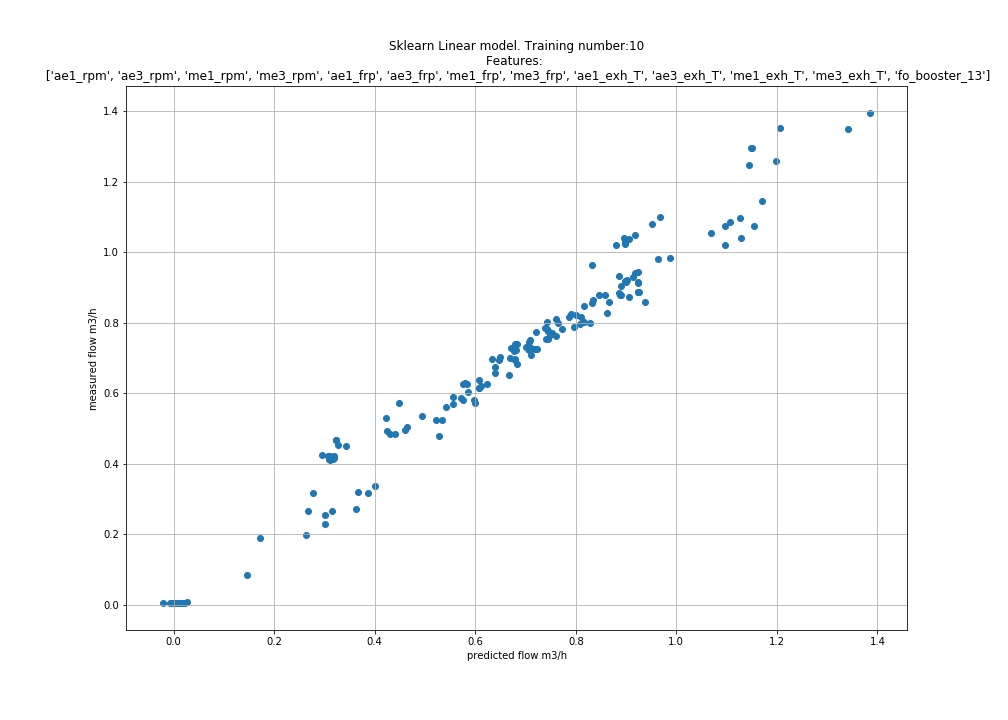 Sklearn Linear model. Training number:10
Features:
['ae1_rpm', 'ae3_rpm', 'me1_rpm', 'me3_rpm', 'ae1_frp', 'ae3_frp', 'me1_frp', 'me3_frp', 'ae1_exh_T', 'ae3_exh_T', 'me1_exh_T', 'me3_exh_T', 'fo_booster_13']
measured flow m3/h
1.4
1.2
1.0
0.8
0.6
0.4
0.2
0.0
0.0 0.2 0.4 0.6 0.8 1.0 1.2 1.4
predicted flow m3/h